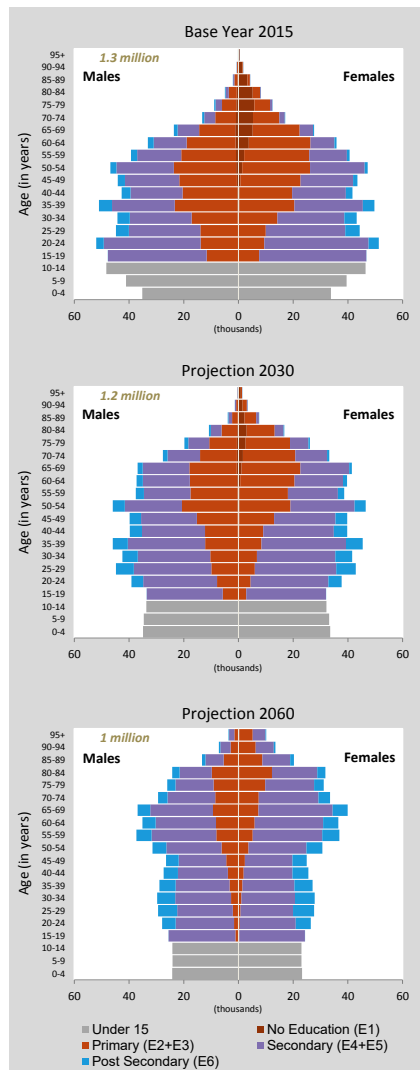 Base Year 2015
1.3 million
Males
Females
Age (in years)
95+
90-94
85-89
80-84
75-79
70-74
65-69
60-64
55-59
50-54
45-49
40-44
35-39
30-34
25-29
20-24
15-19
10-14
5-9
0-4
60 40 20 0 20 40 60
(thousands)
Projection 2030
1.2 million
Males
Females
Age (in years)
95+
90-94
85-89
80-84
75-79
70-74
65-69
60-64
55-59
50-54
45-49
40-44
35-39
30-34
25-29
20-24
15-19
10-14
5-9
0-4
60 40 20 0 20 40 60
(thousands)
Projection 2060
1 million
Males
Females
Age (in years)
95+
90-94
85-89
80-84
75-79
70-74
65-69
60-64
55-59
50-54
45-49
40-44
35-39
30-34
25-29
20-24
15-19
10-14
5-9
0-4
60 40 20 0 20 40 60
(thousands)
Under 15 No Education (E1)
Primary (E2+E3) Secondary (E4+E5)
Post Secondary (E6)